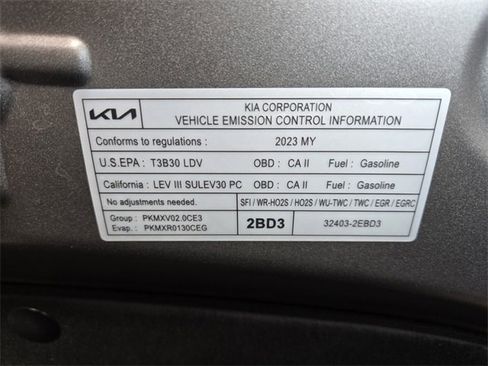 KIA
KIA CORPORATION
VEHICLE EMISSION CONTROL INFORMATION
Conforms to regulations : 2023 MY
U.S.EPA : T3B30 LDV OBD : CA II Fuel : Gasoline
California : LEV III SULEV30 PC OBD : CA II Fuel : Gasoline
No adjustments needed. SFI / WR-HO2S / HO2S / WU-TWC / TWC / EGR / EGRC
Group : PKMXV02.0CE3
Evap. : PKMXR0130CEG
2BD3
32403-2EBD3